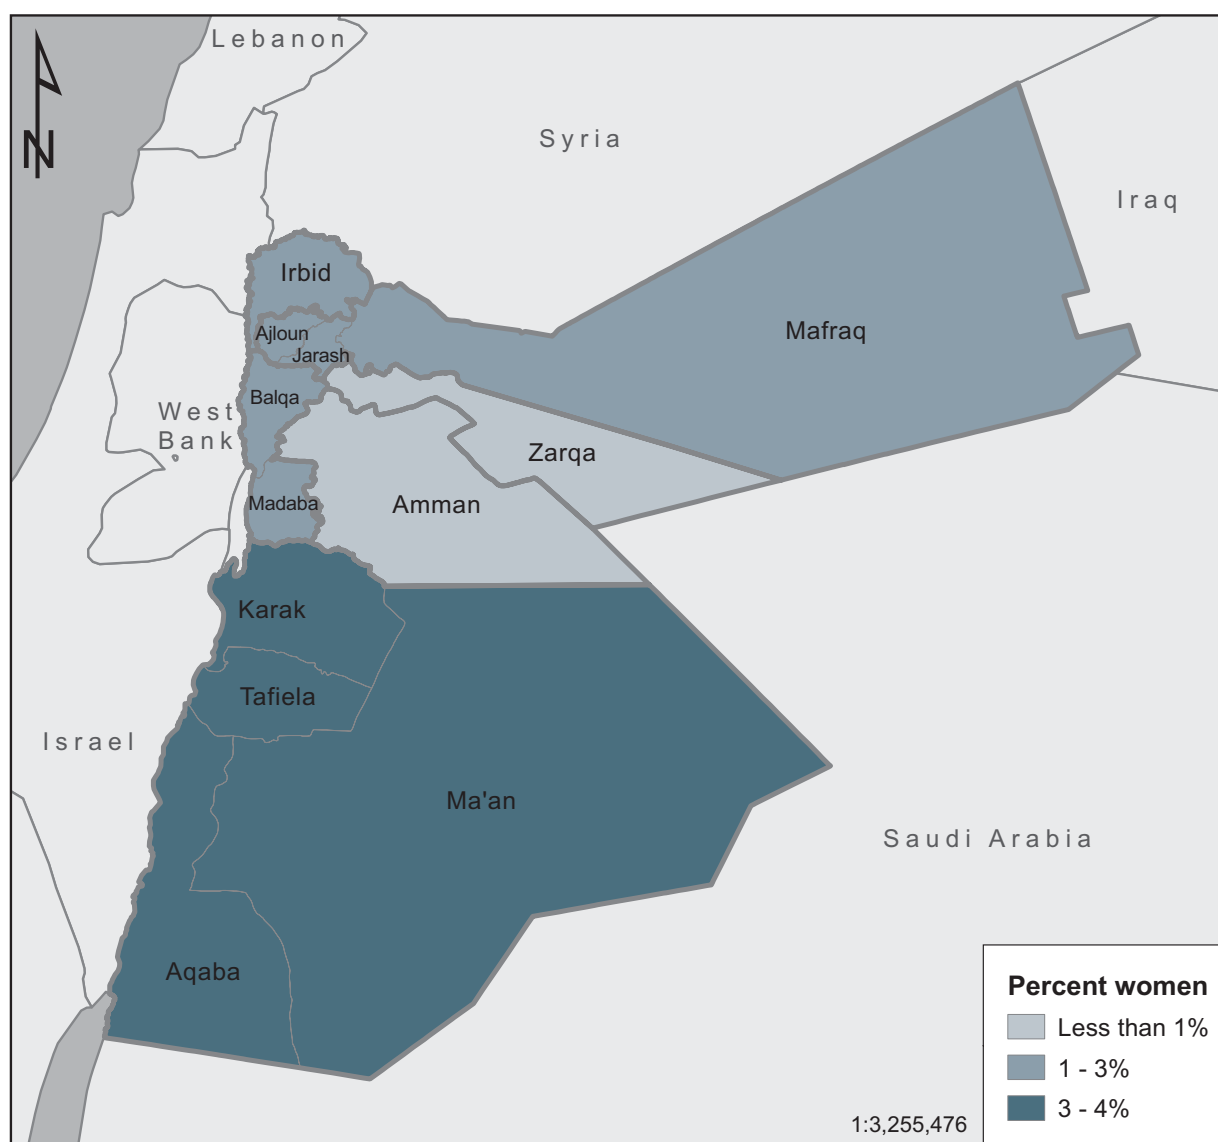 Lebanon
N
Syria
Iraq
Irbid
Mafraq
Ajloun
Jarash
Balqa
West
Bank
Zarqa
Madaba
Amman
Karak
Tafiela
Israel
Ma'an
Saudi Arabia
Aqaba
Percent women
Less than 1%
1 - 3%
3 - 4%
1:3,255,476